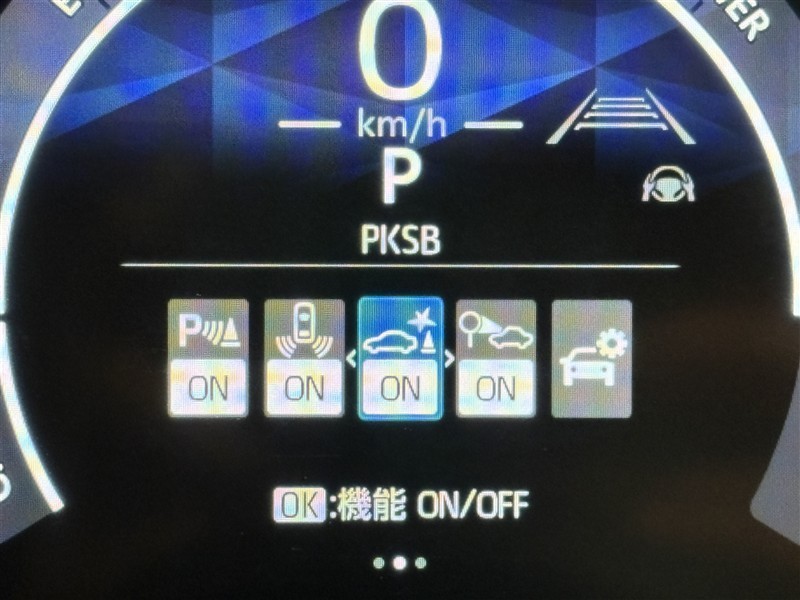 0
km/h
P
PKSB
P
ON ON ON ON
OK:機能 ON/OFF